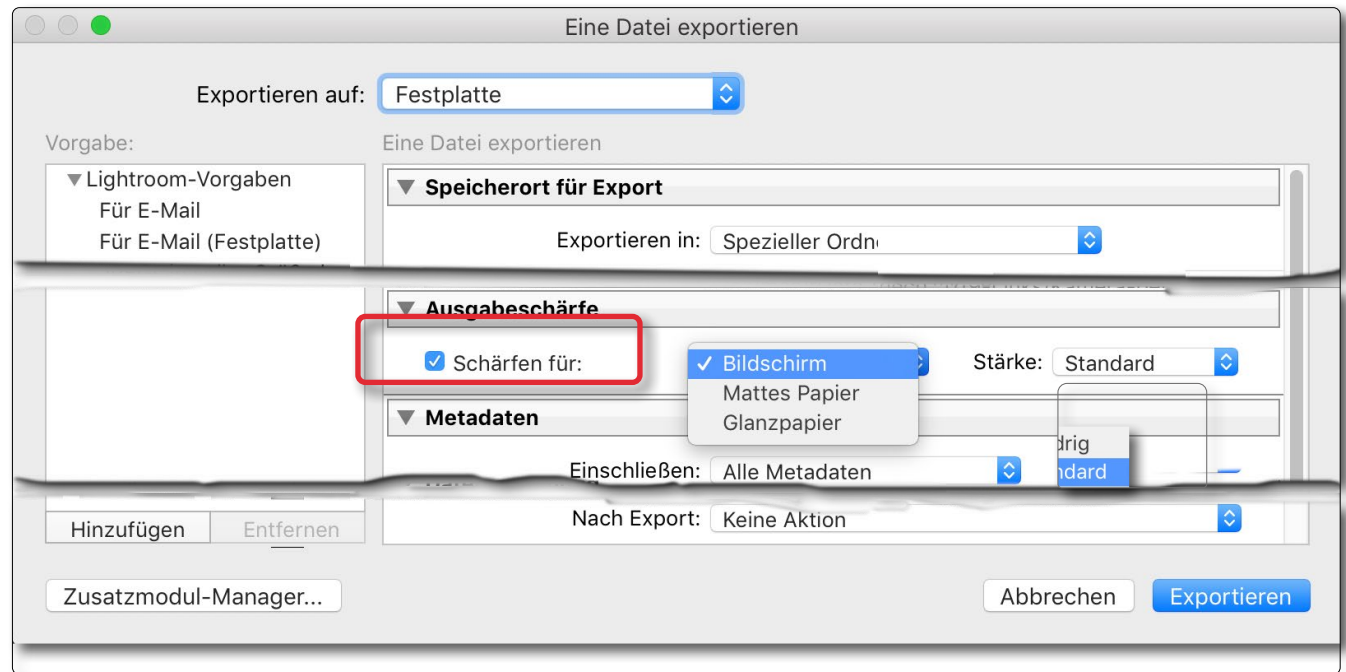 Eine Datei exportieren
Exportieren auf: Festplatte
Vorgabe:
Eine Datei exportieren
Lightroom-Vorgaben
Für E-Mail
Für E-Mail (Festplatte)
Speicherort für Export
Exportieren in: Spezieller
Ausgabeschärfe
Schärfen für:
Bildschirm
Mattes Papier
Glanzpapier
Stärke: Standard
Metadaten
Einschließen: Alle Metadaten
Nach Export: Keine Aktion
Hinzufügen
Entfernen
Zusatzmodul-Manager...
Abbrechen
Exportieren